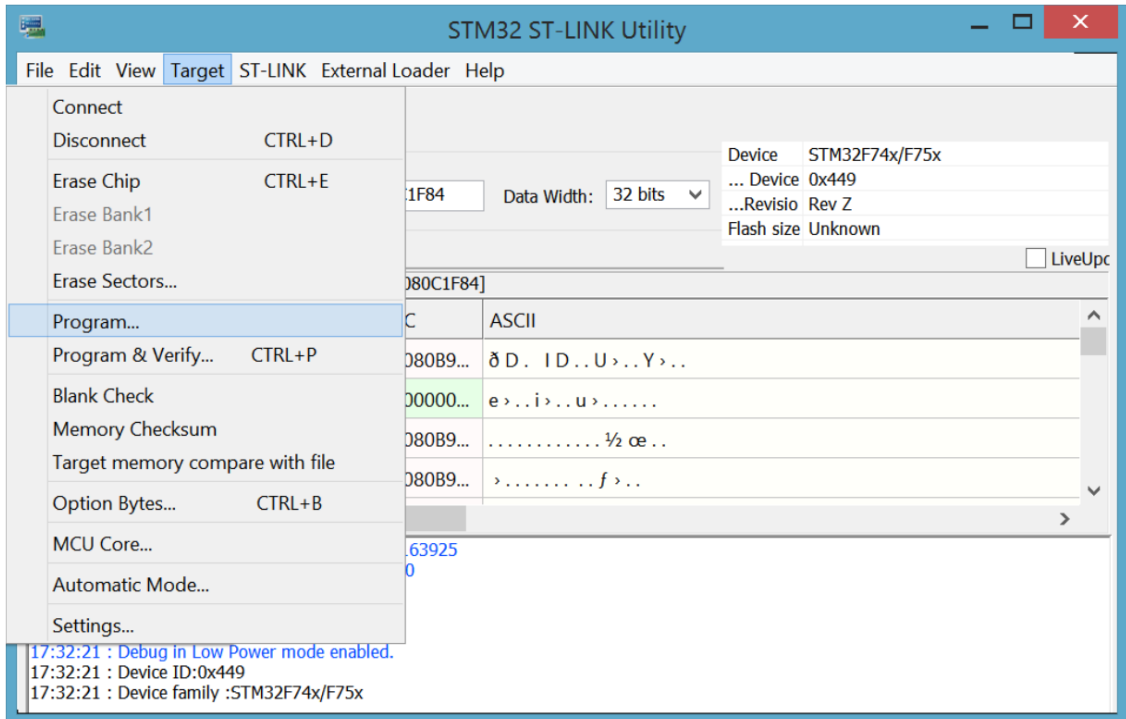 STM32 ST-LINK Utility
File Edit View Target ST-LINK External Loader Help
Connect
Disconnect CTRL+D
Erase Chip CTRL+E
Erase Bank1
Erase Bank2
Erase Sectors...
Program...
Program & Verify... CTRL+P
Blank Check
Memory Checksum
Target memory compare with file
Option Bytes... CTRL+B
MCU Core...
Automatic Mode...
Settings...
C1F84 Data Width: 32 bits
Device STM32F74x/F75x
... Device 0x449
...Revisio Rev Z
Flash size Unknown
LiveUpd
080C1F84]
C ASCII
080B9... ð D . I D . . U › . . Y › . .
00000... e › . . i › . . u › . . . . . .
080B9... . . . . . . . . . . . . ½ œ . .
080B9... › . . . . . . . . . ƒ › . .
63925
0
17:32:21 : Debug in Low Power mode enabled.
17:32:21 : Device ID:0x449
17:32:21 : Device family :STM32F74x/F75x